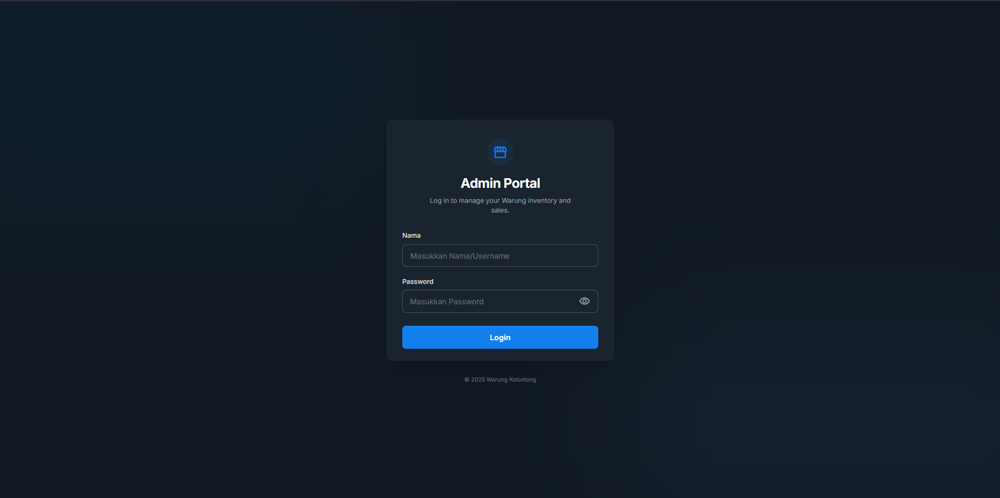 Admin Portal
Log in to manage your Warung inventory and
sales.
Nama
Masukkan Nama/Username
Password
Masukkan Password
Login
© 2025 Warung Kelontong